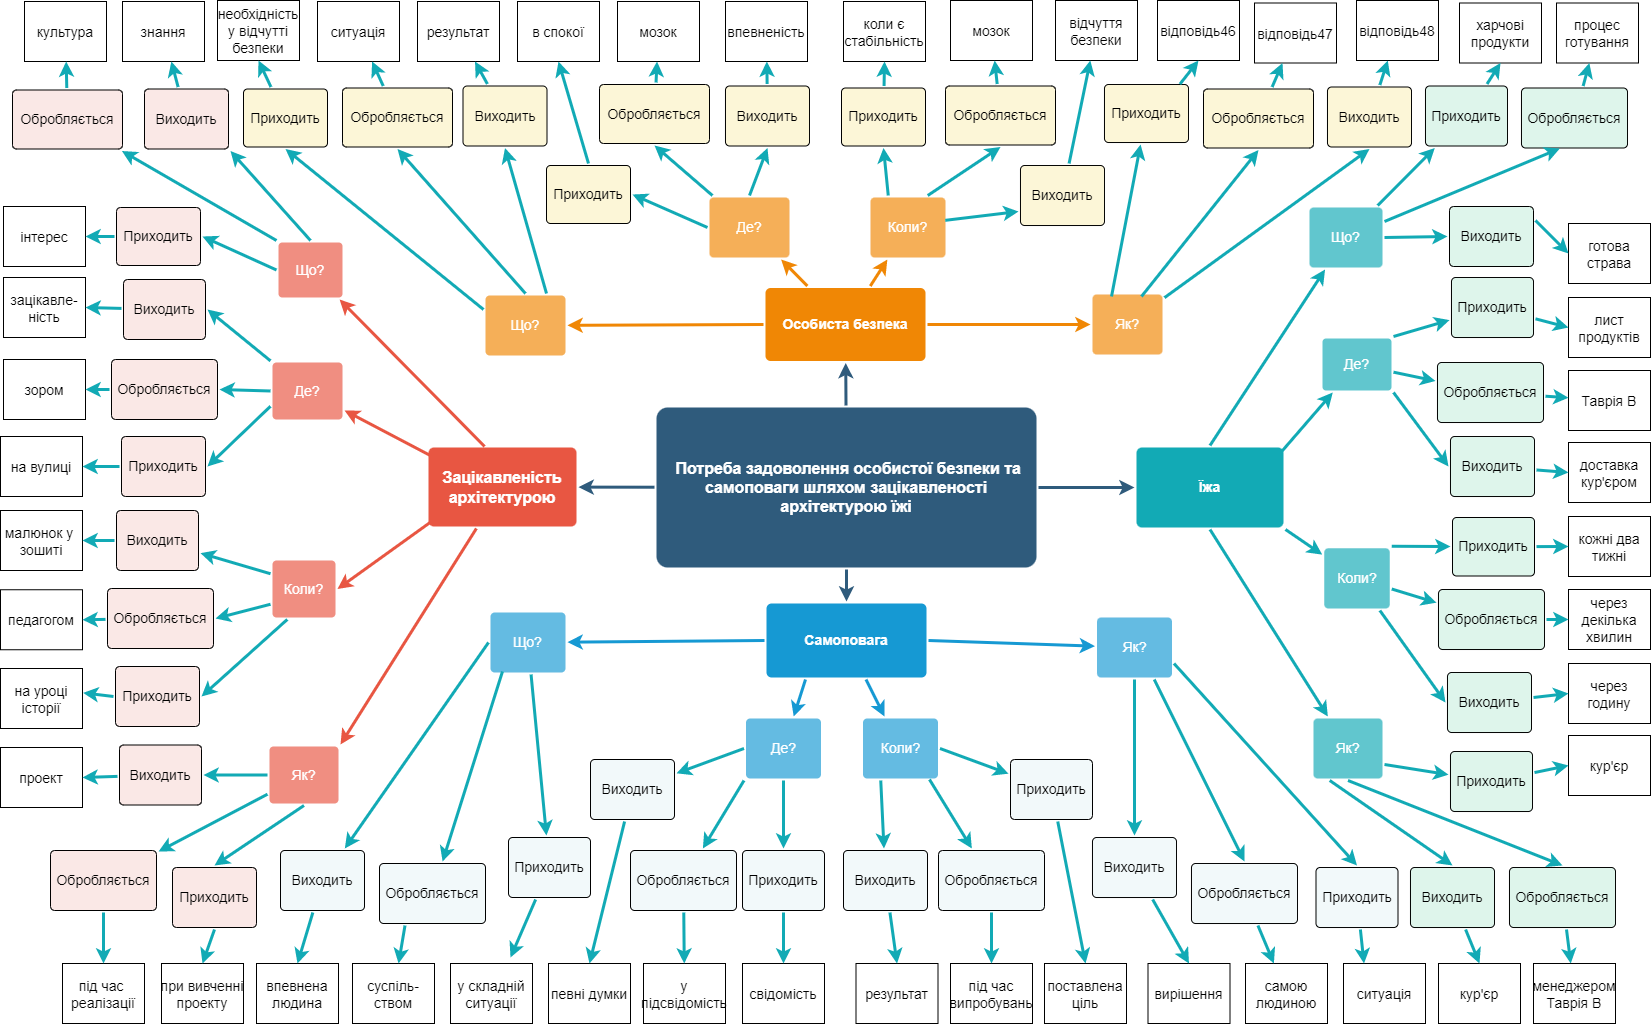 культура
знання
необхідність
у відчутті
безпеки
ситуація
результат
в спокої
мозок
впевненість
коли є
стабільність
мозок
відчуття
безпеки
відповідь46
відповідь47
відповідь48
харчові
продукти
процес
готування
Обробляється
Виходить
Приходить
Обробляється
Виходить
Обробляється
Виходить
Приходить
Обробляється
Приходить
Обробляється
Виходить
Приходить
Обробляється
Приходить
Виходить
інтерес
Приходить
Що?
Де?
Коли?
Що?
Виходить
готова
страва
зацікавле-
ність
Виходить
Що?
Особиста безпека
Як?
Приходить
лист
продуктів
зором
Обробляється
Де?
Де?
Обробляється
Таврія В
на вулиці
Приходить
Зацікавленість
архітектурою
Потреба задоволення особистої безпеки та
самоповаги шляхом зацікавленості
архітектурою їжі
Їжа
Виходить
доставка
кур'єром
малюнок у
зошиті
Виходить
Коли?
Коли?
Приходить
кожні два
тижні
педагогом
Обробляється
Що?
Самоповага
Як?
Обробляється
через
декілька
хвилин
на уроці
історії
Приходить
Виходить
через
годину
проект
Виходить
Як?
Де?
Коли?
Як?
Приходить
кур'єр
Виходить
Приходить
Обробляється
Приходить
Виходить
Обробляється
Приходить
Обробляється
Приходить
Виходить
Обробляється
Виходить
Обробляється
Приходить
Виходить
Обробляється
під час
реалізації
при вивченні
проекту
впевнена
людина
суспіль-
ством
у складній
ситуації
певні думки
у
підсвідомість
свідомість
результат
під час
випробувань
поставлена
ціль
вирішення
самою
людиною
ситуація
кур'єр
менеджером
Таврія В